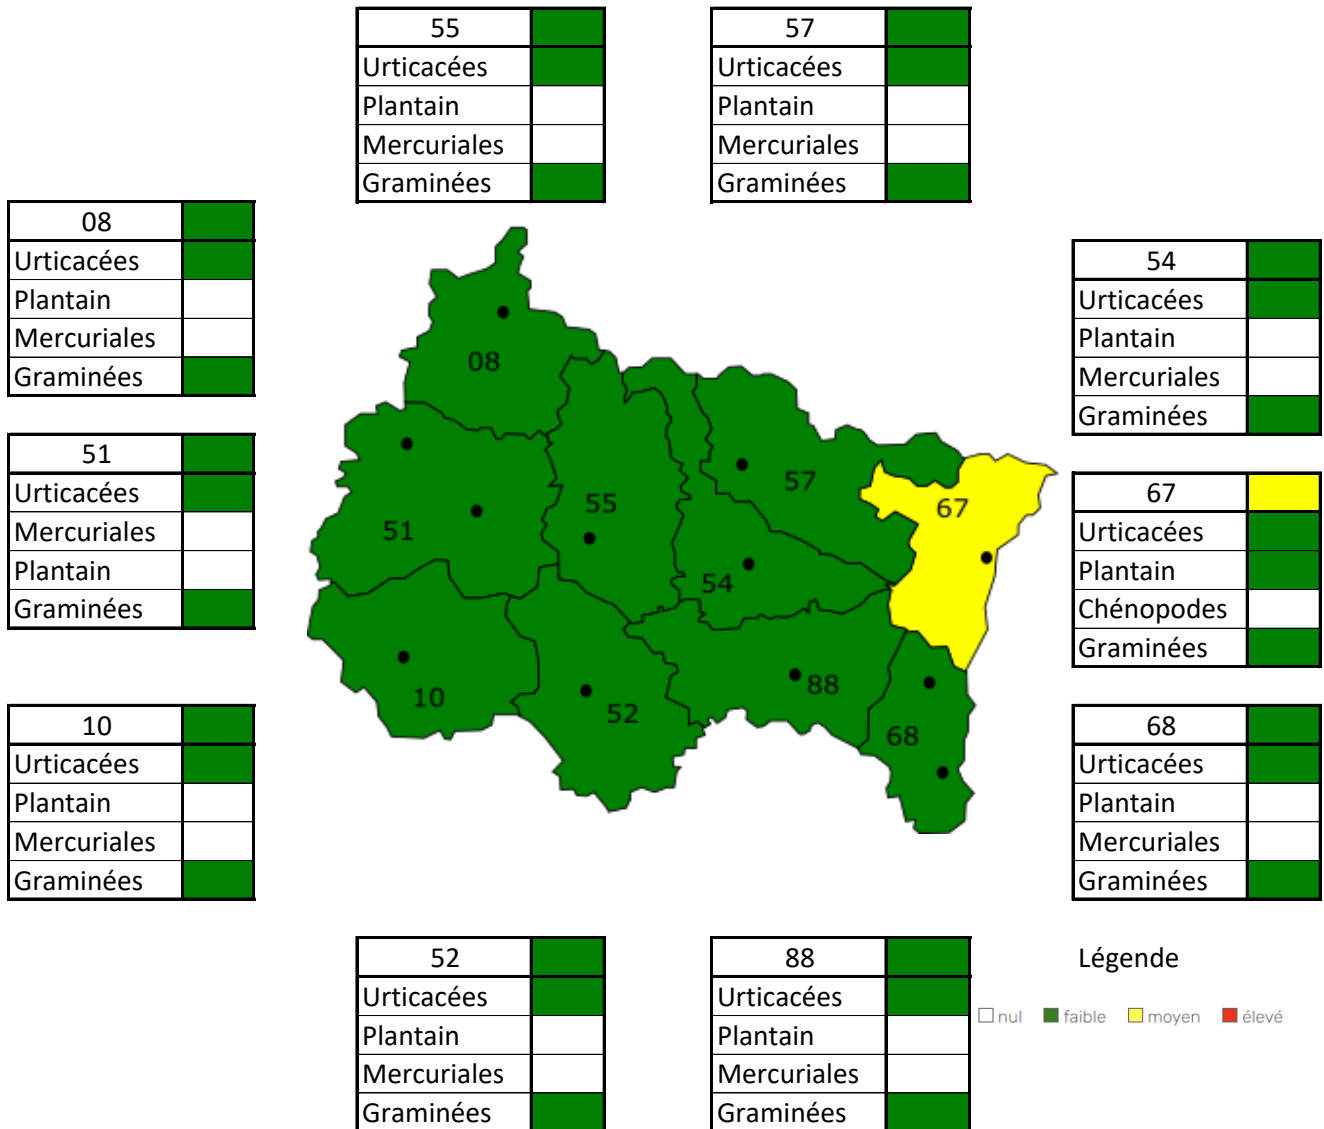 55
Urticacées
Plantain
Mercuriales
Graminées
57
Urticacées
Plantain
Mercuriales
Graminées
08
Urticacées
Plantain
Mercuriales
Graminées
54
Urticacées
Plantain
Mercuriales
Graminées
51
Urticacées
Mercuriales
Plantain
Graminées
67
Urticacées
Plantain
Chénopodes
Graminées
10
Urticacées
Plantain
Mercuriales
Graminées
68
Urticacées
Plantain
Mercuriales
Graminées
08
57
55
67
51
54
10
52
88
68
52
Urticacées
Plantain
Mercuriales
Graminées
88
Urticacées
Plantain
Mercuriales
Graminées
Légende
nul faible moyen élevé